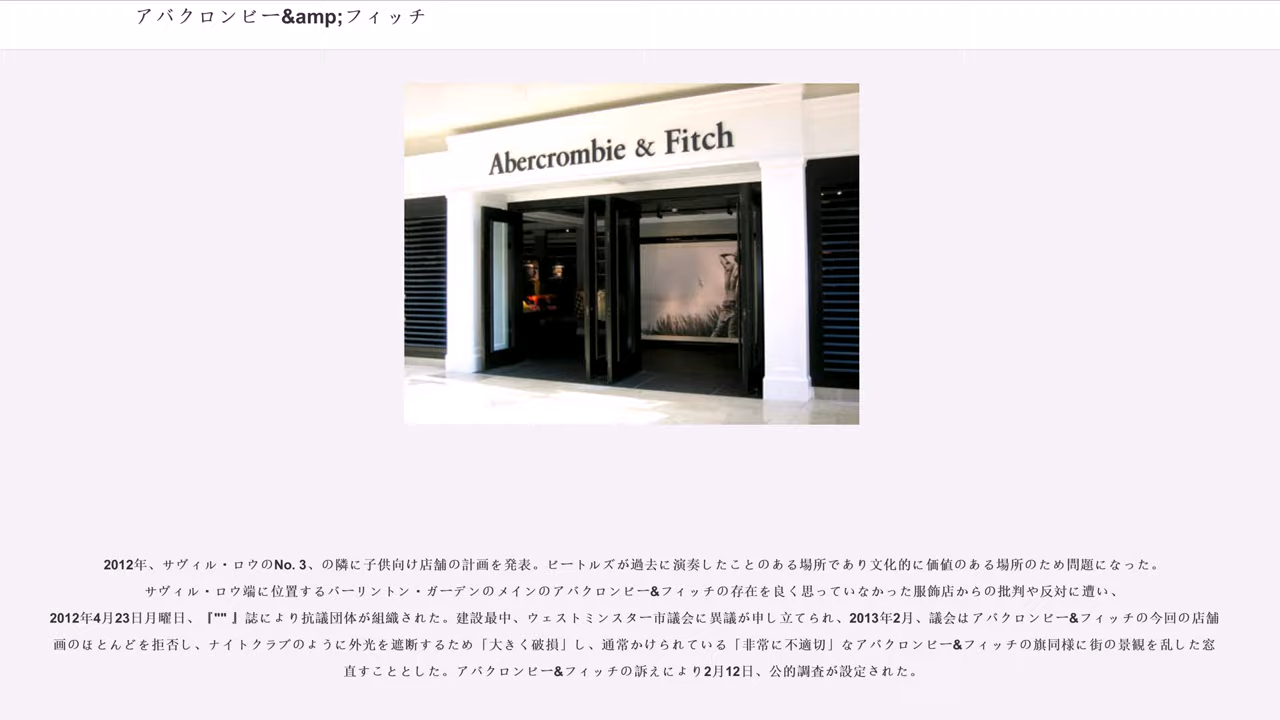 アバクロンビー&amp;フィッチ
Abercrombie & Fitch
2012年、サヴィル・ロウのNo. 3、の隣に子供向け店舗の計画を発表。ビートルズが過去に演奏したことのある場所であり文化的に価値のある場所のため問題になった。
サヴィル・ロウ端に位置するバーリントン・ガーデンのメインのアバクロンビー&フィッチの存在を良く思っていなかった服飾店からの批判や反対に遭い、
2012年4月23日月曜日、『"" 』誌により抗議団体が組織された。建設最中、ウェストミンスター市議会に異議が申し立てられ、2013年2月、議会はアバクロンビー&フィッチの今回の店舗
画のほとんどを拒否し、ナイトクラブのように外光を遮断するため「大きく破損」し、通常かけられている「非常に不適切」なアバクロンビー&フィッチの旗同様に街の景観を乱した窓
直すこととした。アバクロンビー&フィッチの訴えにより2月12日、公的調査が設定された。